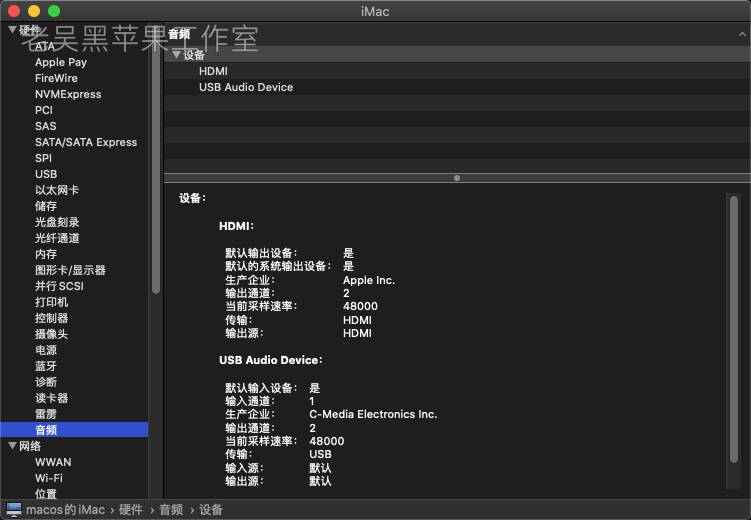 iMac
硬件
老吴黑苹果工作室
ATA
Apple Pay
FireWire
NVMExpress
PCI
SAS
SATA/SATA Express
SPI
USB
以太网卡
储存
光盘刻录
光纤通道
内存
图形卡/显示器
并行SCSI
打印机
控制器
摄像头
电源
蓝牙
诊断
读卡器
雷雳
音频
网络
WWAN
Wi-Fi
位置
音频
设备
HDMI
USB Audio Device
设备:
HDMI:
默认输出设备: 是
默认的系统输出设备: 是
生产企业: Apple Inc.
输出通道: 2
当前采样速率: 48000
传输: HDMI
输出源: HDMI
USB Audio Device:
默认输入设备: 是
输入通道: 1
生产企业: C-Media Electronics Inc.
输出通道: 2
当前采样速率: 48000
传输: USB
输入源: 默认
输出源: 默认
macos的iMac › 硬件 › 音频 › 设备